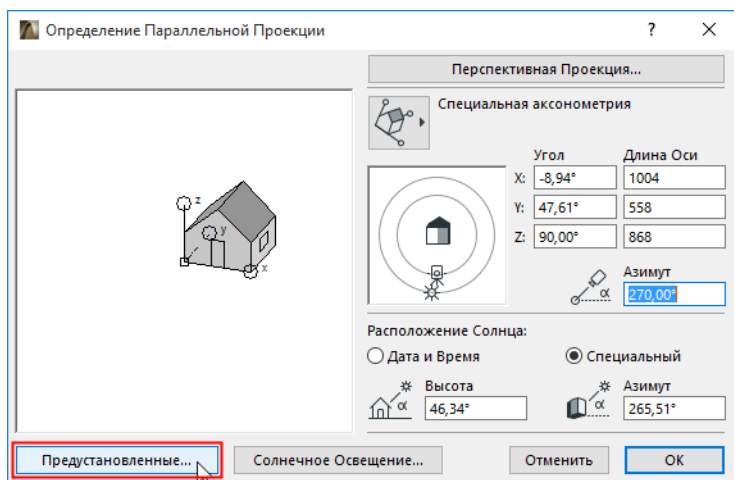 Определение Параллельной Проекции
?
Перспективная Проекция...
Специальная аксонометрия
Угол Длина Оси
X: -8,94° 1004
Y: 47,61° 558
Z: 90,00° 868
z
y
x
Азимут
α 270,00°
Расположение Солнца:
Дата и Время Специальный
Высота Азимут
α 46,34° α 265,51°
Предустановленные... Солнечное Освещение... Отменить OK